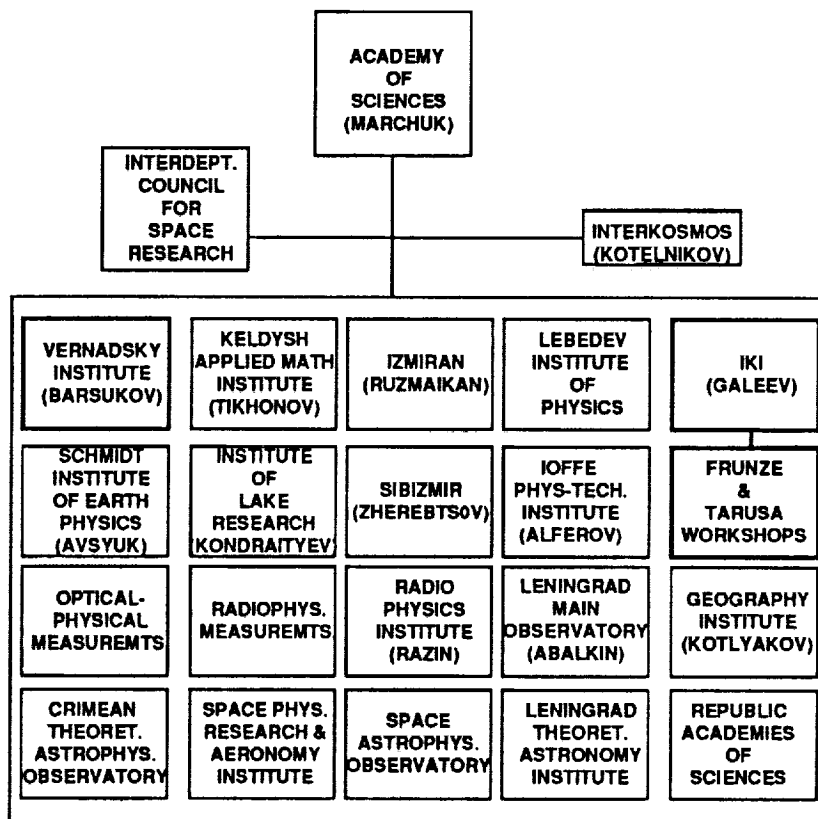 ACADEMY
OF
SCIENCES
(MARCHUK)
INTERDEPT.
COUNCIL
FOR
SPACE
RESEARCH
INTERKOSMOS
(KOTELNIKOV)
VERNADSKY
INSTITUTE
(BARSUKOV)
KELDYSH
APPLIED MATH
INSTITUTE
(TIKHONOV)
IZMIRAN
(RUZMAIKAN)
LEBEDEV
INSTITUTE
OF
PHYSICS
IKI
(GALEEV)
SCHMIDT
INSTITUTE
OF EARTH
PHYSICS
(AVSYUK)
INSTITUTE
OF
LAKE
RESEARCH
KONDRAITYEV)
SIBIZMIR
(ZHEREBTS0V)
IOFFE
PHYS-TECH.
INSTITUTE
(ALFEROV)
FRUNZE
&
TARUSA
WORKSHOPS
OPTICAL-
PHYSICAL
MEASUREMTS
RADIOPHYS.
MEASUREMTS.
RADIO
PHYSICS
INSTITUTE
(RAZIN)
LENINGRAD
MAIN
OBSERVATORY
(ABALKIN)
GEOGRAPHY
INSTITUTE
(KOTLYAKOV)
CRIMEAN
THEORET.
ASTROPHYS.
OBSERVATORY
SPACE PHYS.
RESEARCH &
AERONOMY
INSTITUTE
SPACE
ASTROPHYS.
OBSERVATORY
LENINGRAD
THEORET.
ASTRONOMY
INSTITUTE
REPUBLIC
ACADEMIES
OF
SCIENCES